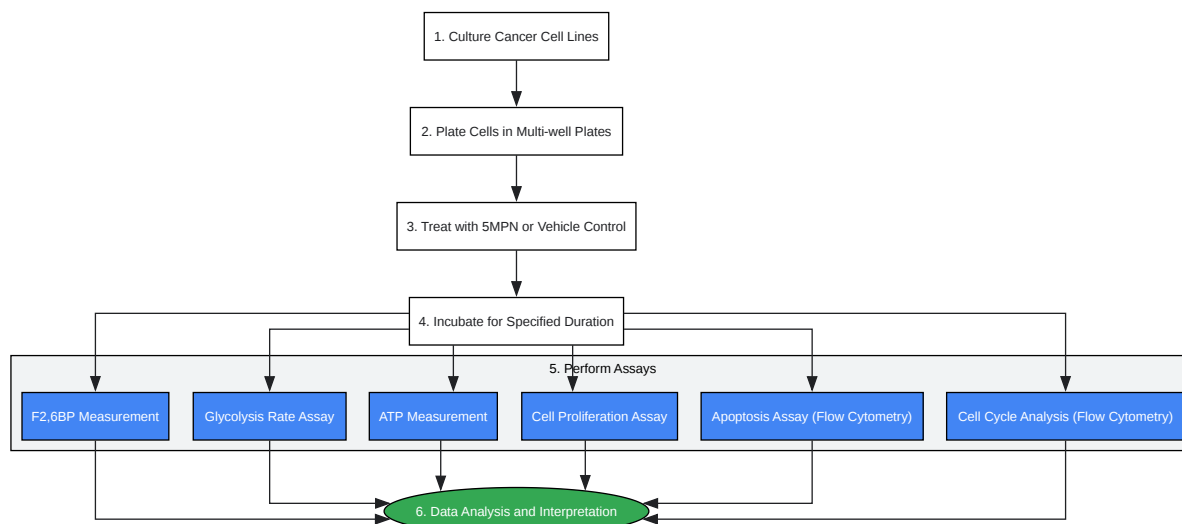 1. Culture Cancer Cell Lines
2. Plate Cells in Multi-well Plates
3. Treat with 5MPN or Vehicle Control
4. Incubate for Specified Duration
5. Perform Assays
F2,6BP Measurement
Glycolysis Rate Assay
ATP Measurement
Cell Proliferation Assay
Apoptosis Assay (Flow Cytometry)
Cell Cycle Analysis (Flow Cytometry)
6. Data Analysis and Interpretation